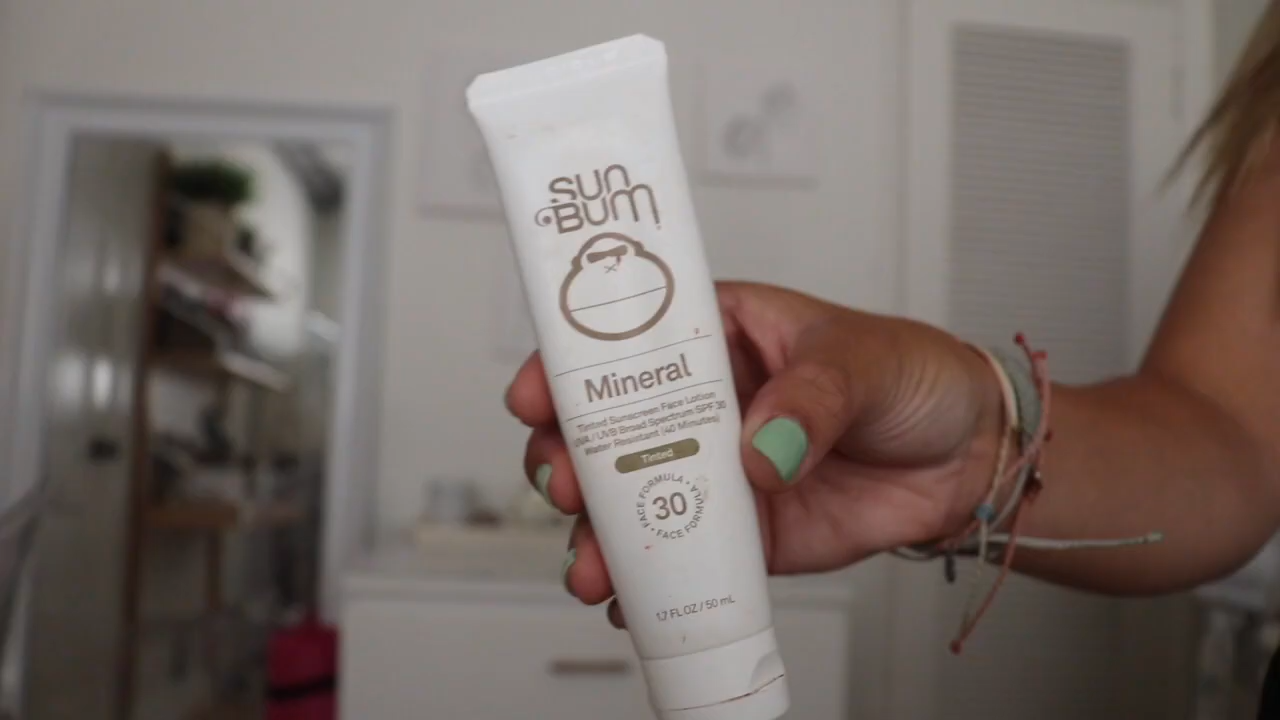 SUN
BUM
Mineral
Tinted Sunscreen Face Lotion
UVA / UVB Broad Spectrum SPF 30
Water Resistant (40 Minutes)
Tinted
FACE FORMULA • FACE FORMULA •
30
1.7 FL OZ / 50 mL